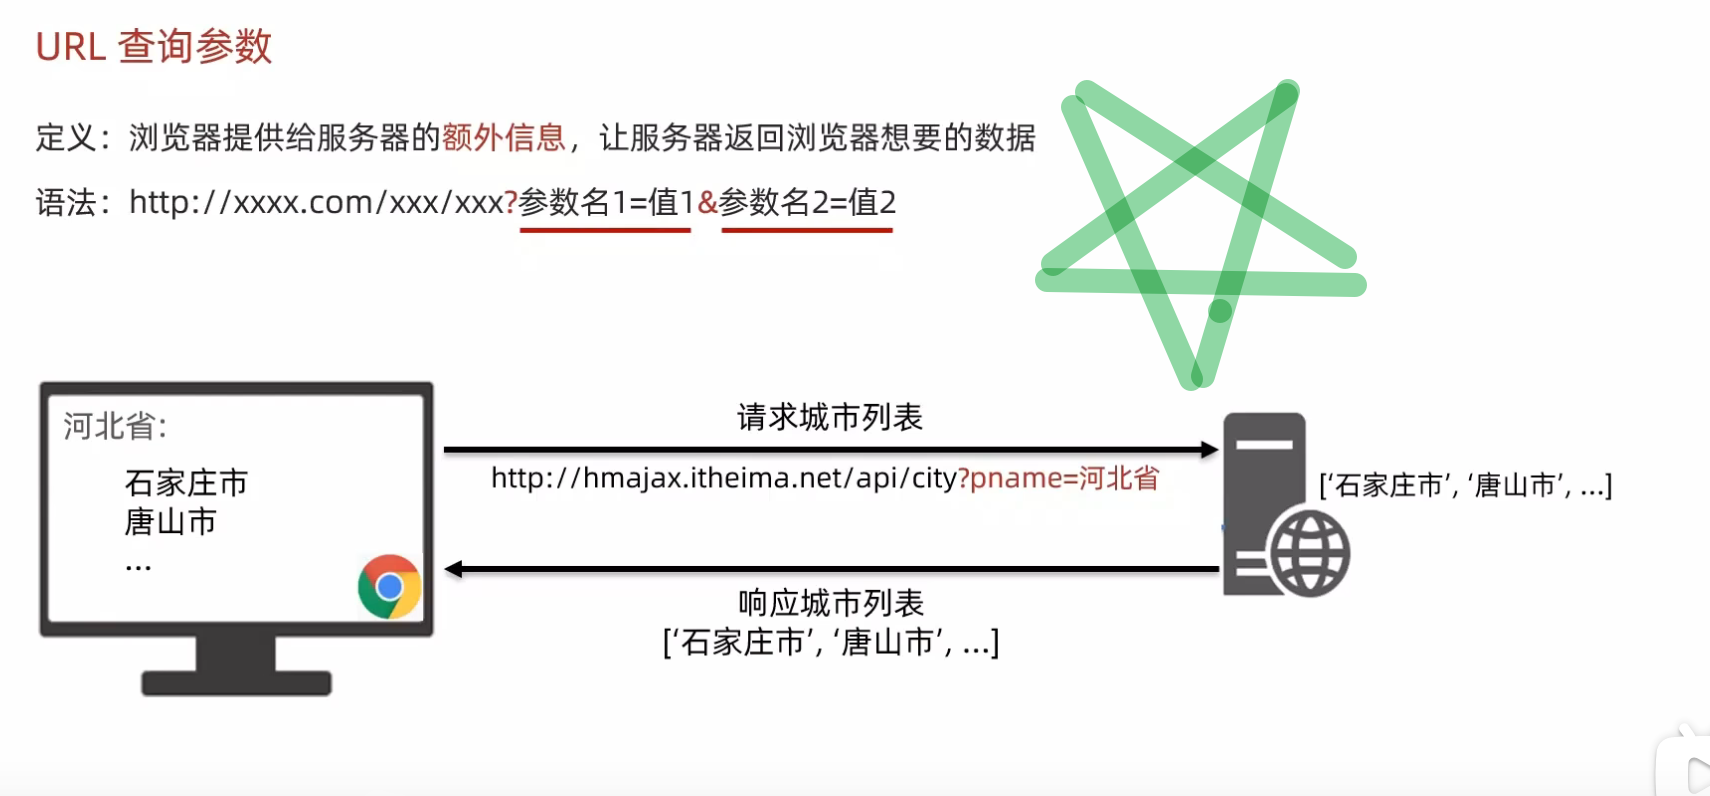 URL 查询参数
定义：浏览器提供给服务器的额外信息，让服务器返回浏览器想要的数据
语法：http://xxxx.com/xxx/xxx?参数名1=值1&参数名2=值2
河北省：
石家庄市
唐山市
...
请求城市列表
http://hmajax.itheima.net/api/city?pname=河北省
[‘石家庄市’, ‘唐山市’, ...]
响应城市列表
[‘石家庄市’, ‘唐山市’, ...]